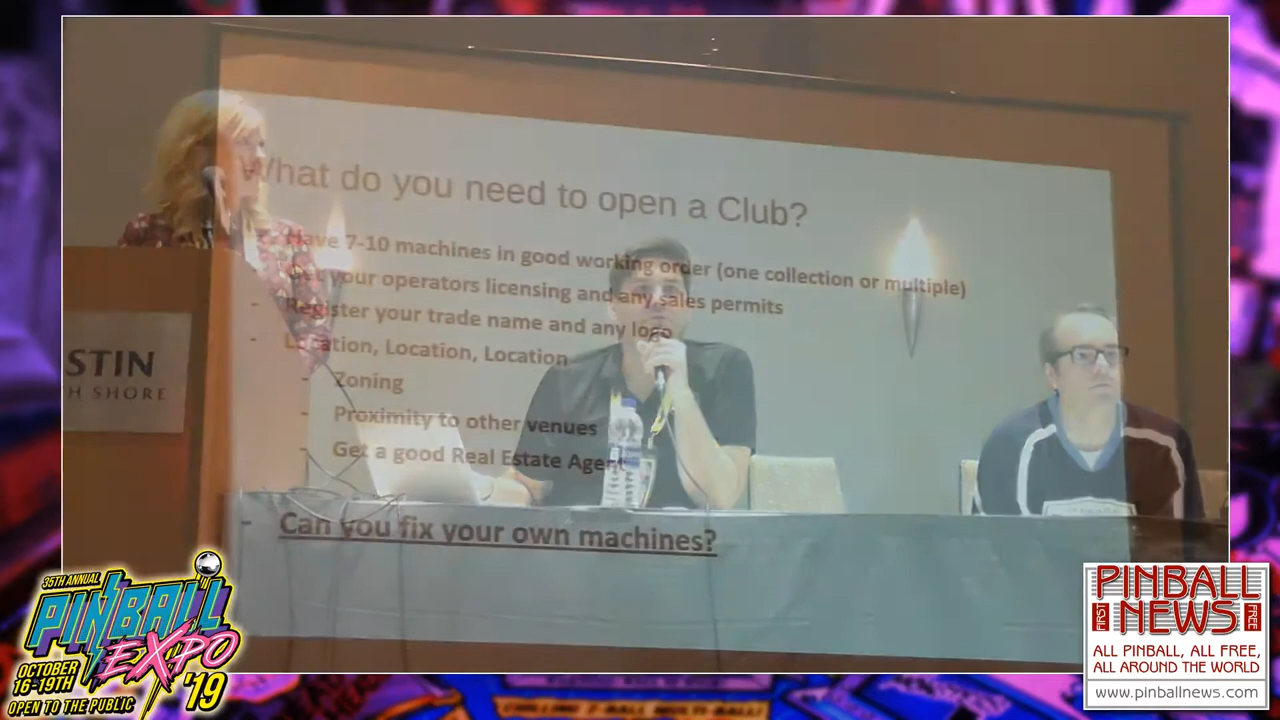 What do you need to open a Club?
- Have 7-10 machines in good working order (one collection or multiple)
- Get your operators licensing and any sales permits
- Register your trade name and any logo
- Location, Location, Location
- Zoning
- Proximity to other venues
- Get a good Real Estate Agent
- Can you fix your own machines?
STIN
H SHORE
35TH ANNUAL
PINBALL
EXPO
OCTOBER
16-19TH
'19
OPEN TO THE PUBLIC
PINBALL
FIRST NEWS FREE
ALL PINBALL, ALL FREE,
ALL AROUND THE WORLD
www.pinballnews.com